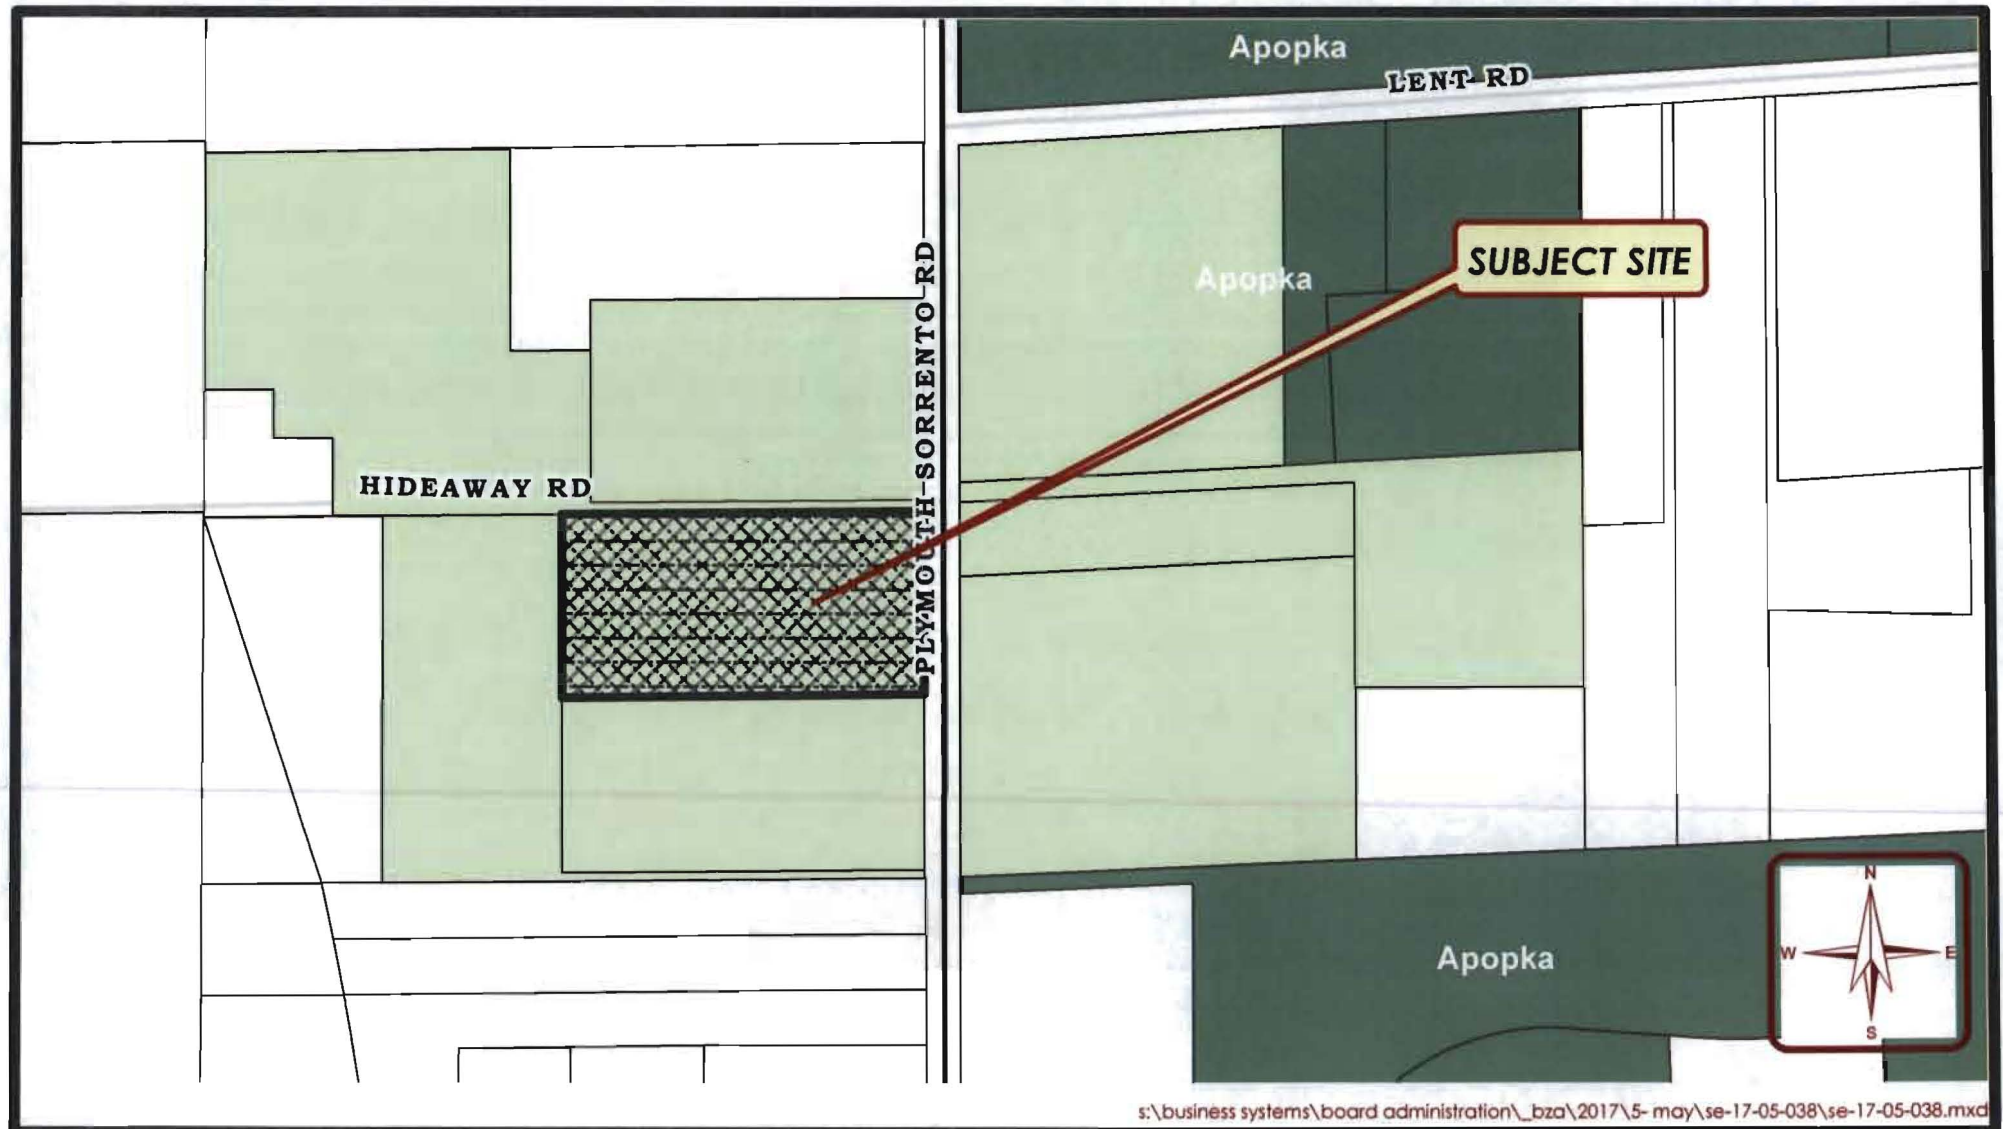 Apopka
LENT RD
SUBJECT SITE
Apopka
PLYMOUTH-SORRENTO RD
HIDEAWAY RD
N
W
E
S
Apopka
s:\business systems\board administration\_bza\2017\5- may\se-17-05-038\se-17-05-038.mxd